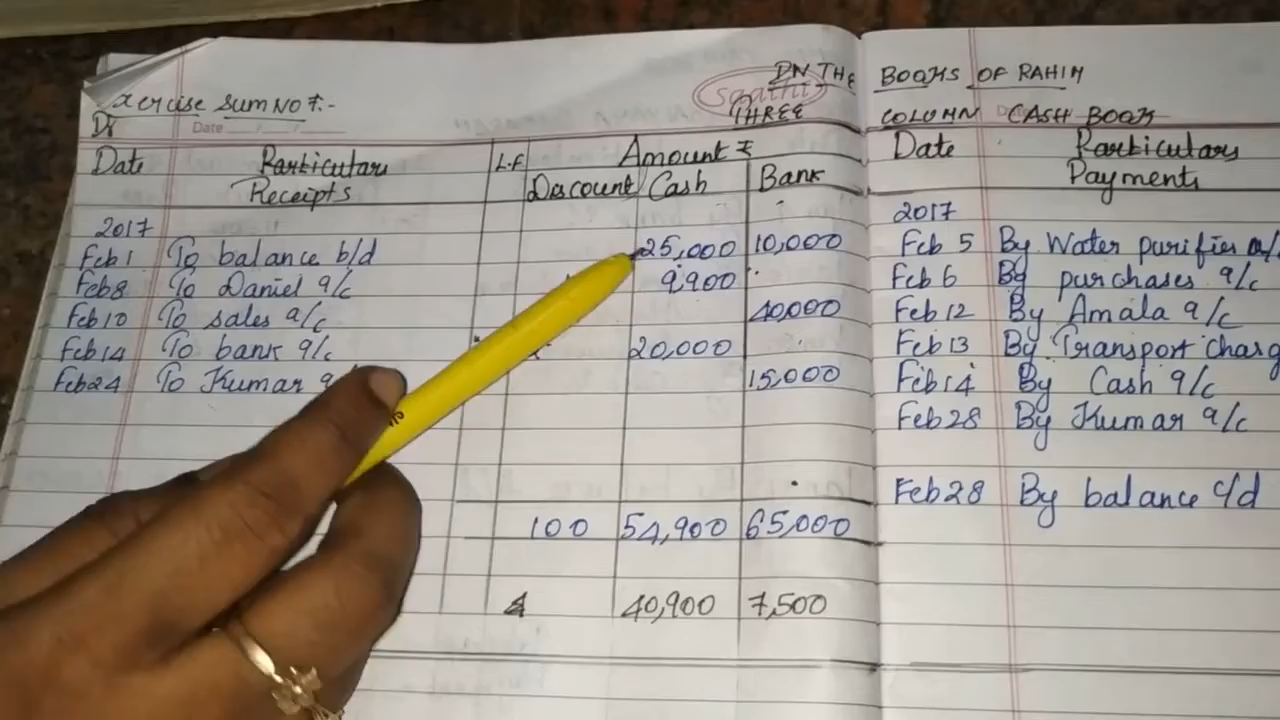 Exercise Sum No 7:-
IN THE BOOKS OF RAHIM
Saathi
THREE COLUMN CASH BOOK
Dr
Date
Date Particulars L.F Amount ₹ Date Particulars
Receipts Discount Cash Bank Payments
2017 2017
Feb 1 To balance b/d 25,000 10,000 Feb 5 By Water purifier a/
Feb 8 To Daniel a/c 9,900 Feb 6 By purchases a/c
Feb 10 To sales a/c 40,000 Feb 12 By Amala a/c
Feb 14 To bank a/c 20,000 Feb 13 By Transport charg
Feb 24 To Kumar 15,000 Feb 14 By Cash a/c
Feb 28 By Kumar a/c
Feb 28 By balance c/d
100 54,900 65,000
40,900 7,500